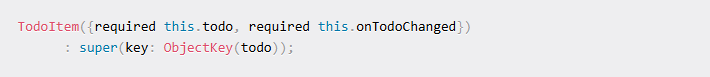 TodoItem({required this.todo, required this.onTodoChanged})
      : super(key: ObjectKey(todo));